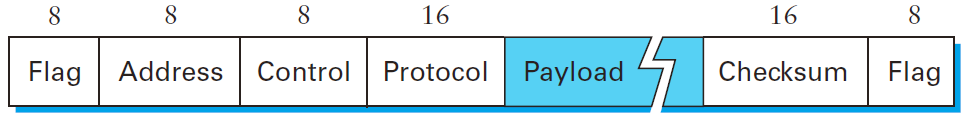 8 8 8 16 16 8
Flag Address Control Protocol Payload Checksum Flag